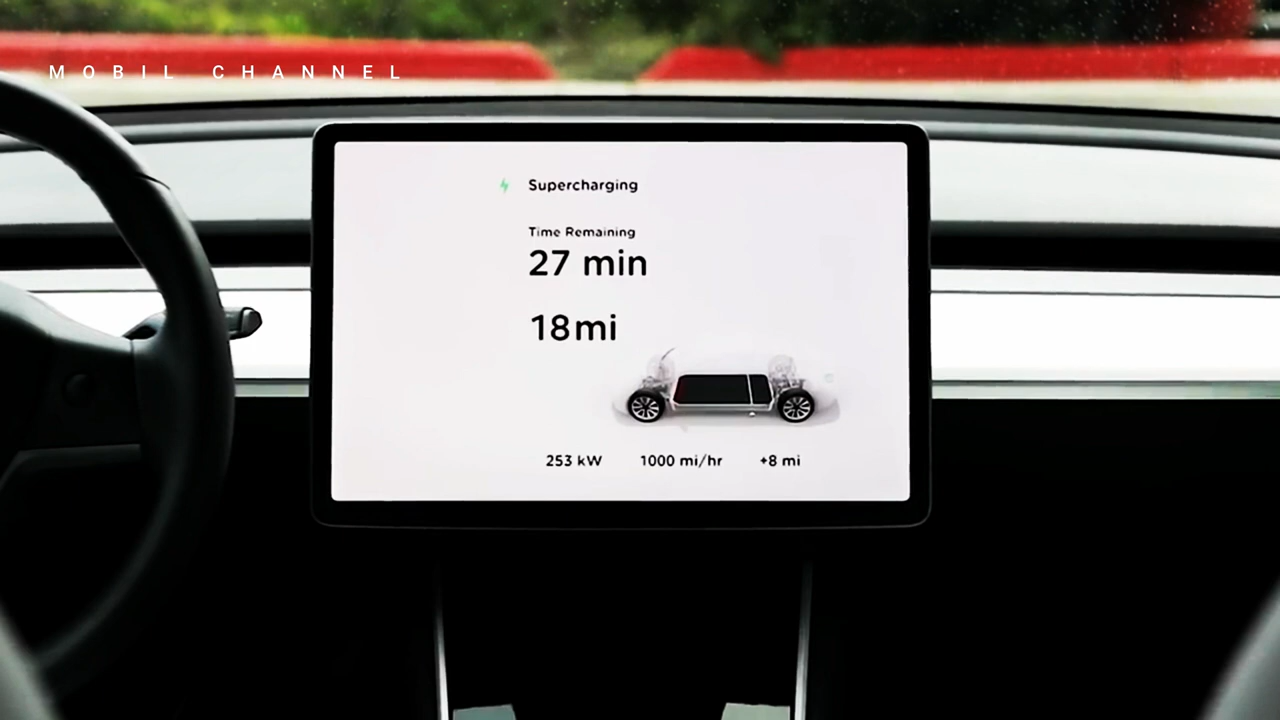 MOBIL CHANNEL
Supercharging
Time Remaining
27 min
18mi
253 kW 1000 mi/hr +8 mi